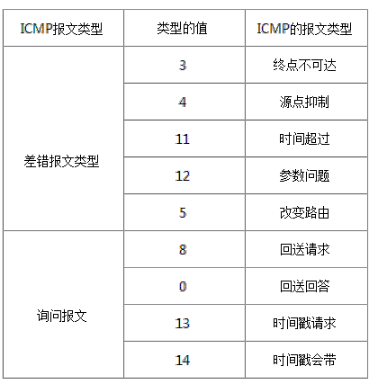 ICMP报文类型 类型的值 ICMP的报文类型
3 终点不可达
4 源点抑制
11 时间超过
差错报文类型
12 参数问题
5 改变路由
8 回送请求
0 回送回答
询问报文
13 时间戳请求
14 时间戳会带